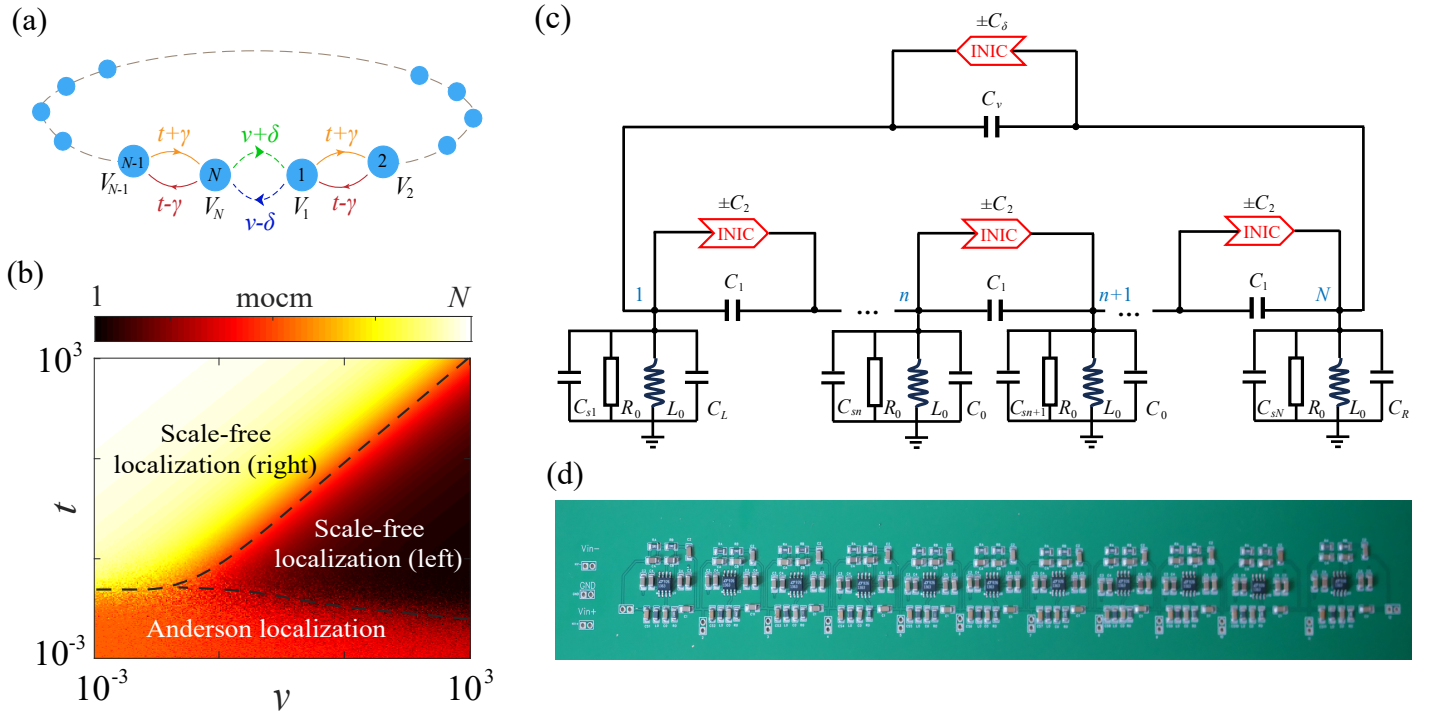 (a)
t+γ
v+δ
t+γ
N-1
N
1
2
V_{N-1}
t-γ
V_N
v-δ
V_1
t-γ
V_2
(b)
1 mocm N
10^3
Scale-free
localization (right)
t
Scale-free
localization (left)
Anderson localization
10^{-3}
10^{-3}
v
10^3
(c)
±C_δ
INIC
C_v
±C_2
±C_2
±C_2
INIC
INIC
INIC
1
C_1
...
n
C_1
n+1
...
C_1
N
C_{s1} R_0 L_0 C_L
C_{sn} R_0 L_0 C_0
C_{sn+1} R_0 L_0 C_0
C_{sN} R_0 L_0 C_R
(d)
Vin-
GND
Vin+